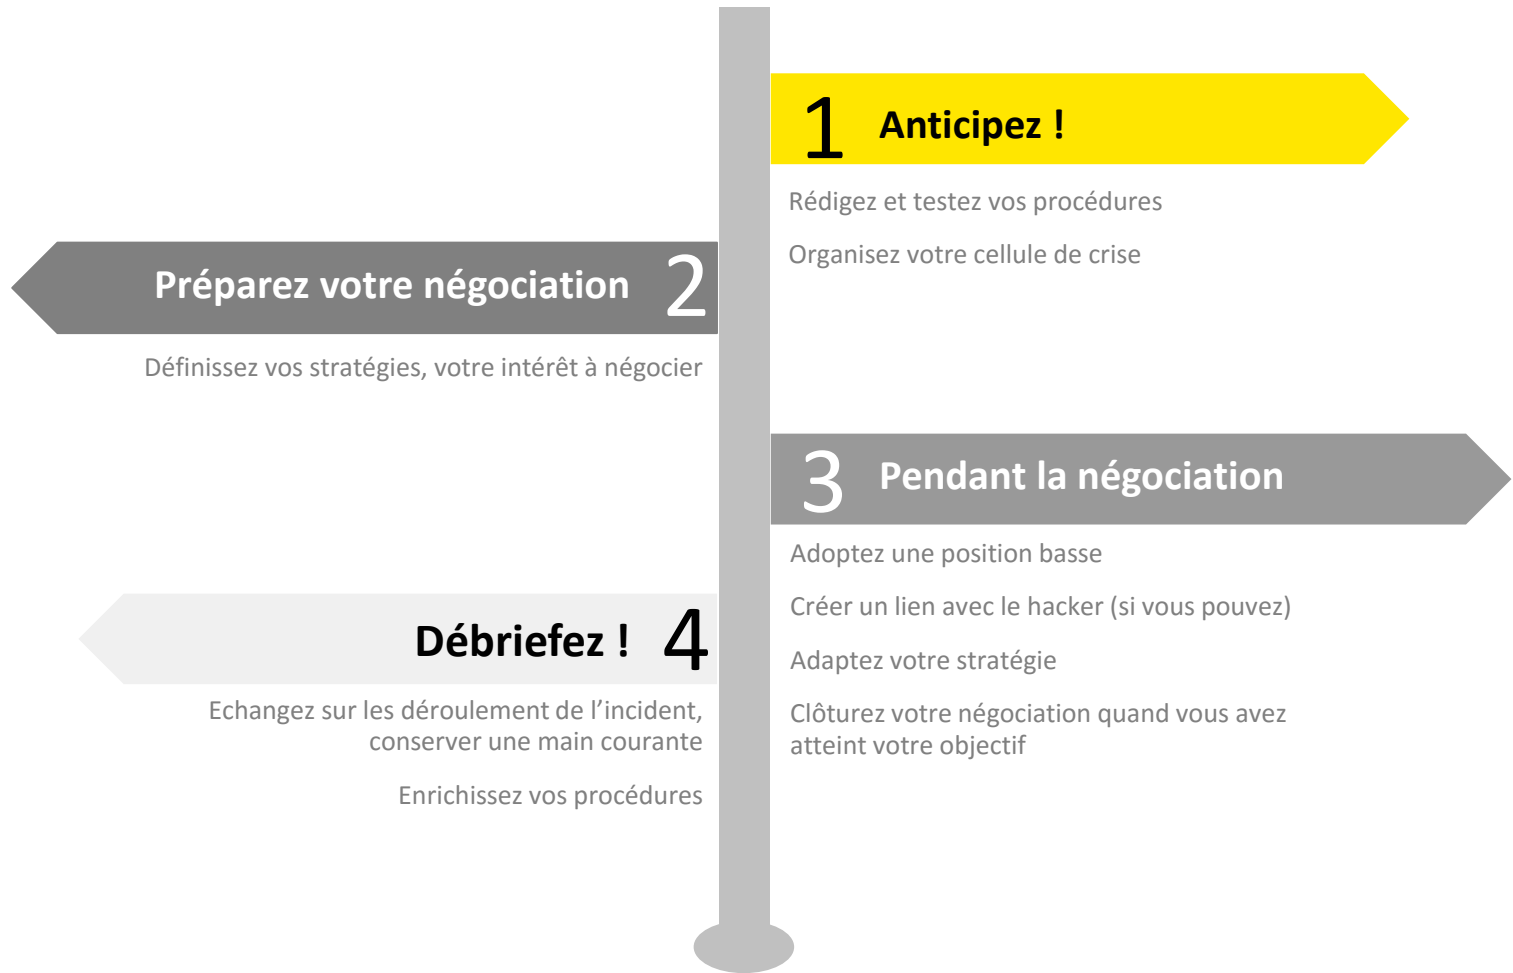 1 Anticipez !
Rédigez et testez vos procédures
Organisez votre cellule de crise
Préparez votre négociation 2
Définissez vos stratégies, votre intérêt à négocier
3 Pendant la négociation
Adoptez une position basse
Créer un lien avec le hacker (si vous pouvez)
Adaptez votre stratégie
Clôturez votre négociation quand vous avez
atteint votre objectif
Débriefez ! 4
Echangez sur les déroulement de l’incident,
conserver une main courante
Enrichissez vos procédures